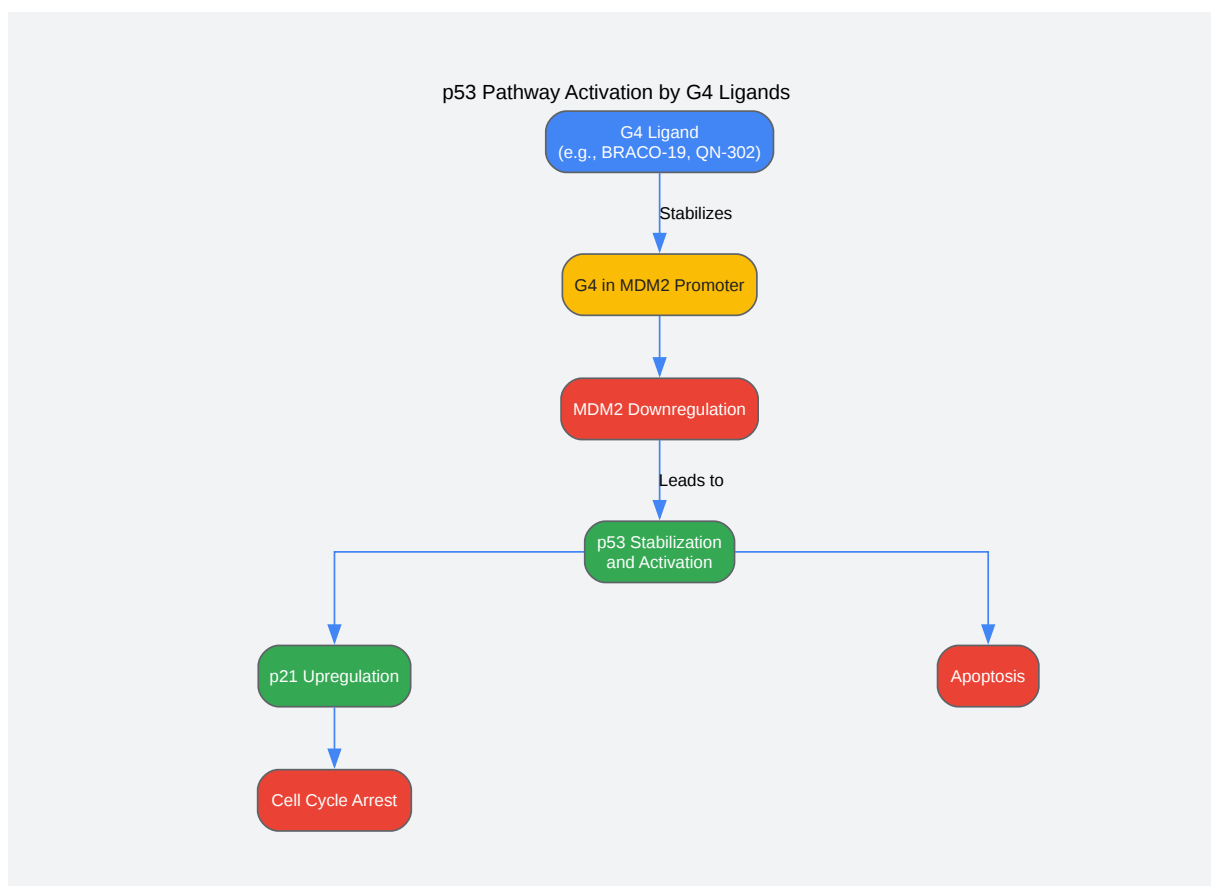 p53 Pathway Activation by G4 Ligands
G4 Ligand
(e.g., BRACO-19, QN-302)
Stabilizes
G4 in MDM2 Promoter
MDM2 Downregulation
Leads to
p53 Stabilization
and Activation
p21 Upregulation
Apoptosis
Cell Cycle Arrest